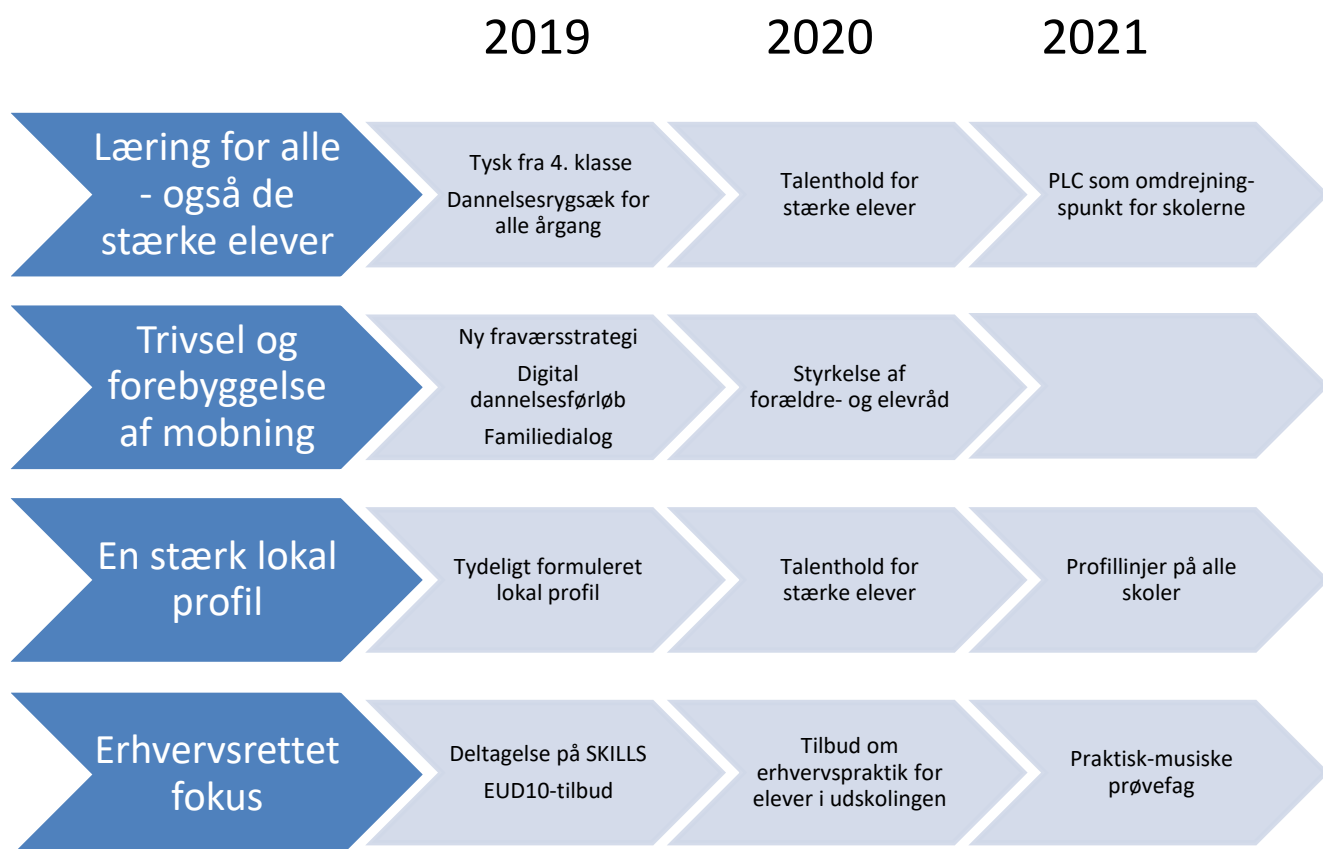 2019 2020 2021
Læring for alle
- også de
stærke elever
Tysk fra 4. klasse
Dannelsesrygsæk for
alle årgang
Talenthold for
stærke elever
PLC som omdrejning-
spunkt for skolerne
Trivsel og
forebyggelse
af mobning
Ny fraværsstrategi
Digital
dannelsesførløb
Familiedialog
Styrkelse af
forældre- og elevråd
En stærk lokal
profil
Tydeligt formuleret
lokal profil
Talenthold for
stærke elever
Profillinjer på alle
skoler
Erhvervsrettet
fokus
Deltagelse på SKILLS
EUD10-tilbud
Tilbud om
erhvervspraktik for
elever i udskolingen
Praktisk-musiske
prøvefag